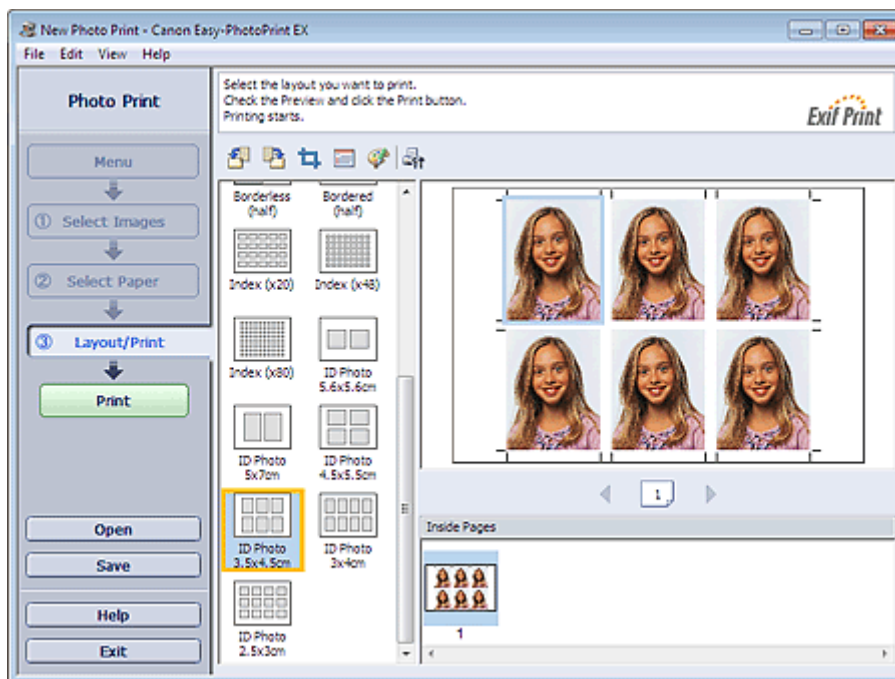 New Photo Print - Canon Easy-PhotoPrint EX
File Edit View Help
Photo Print
Select the layout you want to print.
Check the Preview and click the Print button.
Printing starts.
Exif Print
Menu
① Select Images
② Select Paper
③ Layout/Print
Print
Open
Save
Help
Exit
Borderless
(half)
Bordered
(half)
Index (x20)
Index (x48)
Index (x80)
ID Photo
5.6x5.6cm
ID Photo
5x7cm
ID Photo
4.5x5.5cm
ID Photo
3.5x4.5cm
ID Photo
3x4cm
ID Photo
2.5x3cm
1
Inside Pages
1